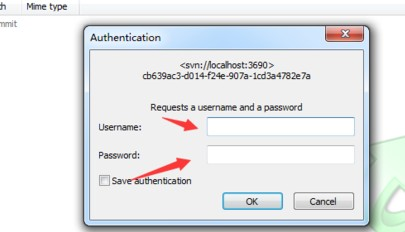 Mime type
mmit
Authentication
<svn://localhost:3690>
cb639ac3-d014-f24e-907a-1cd3a4782e7a
Requests a username and a password
Username:
Password:
Save authentication
OK
Cancel